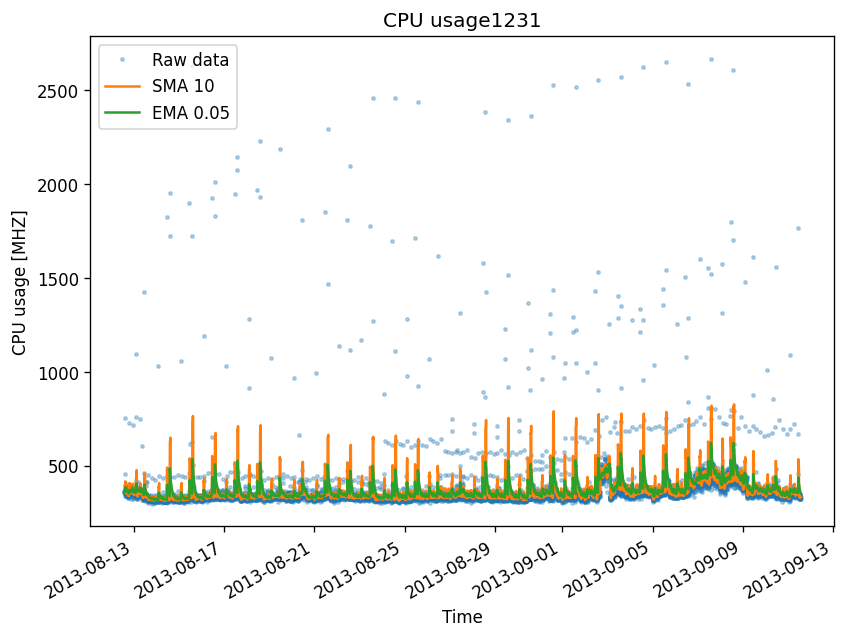 CPU usage1231
Raw data
SMA 10
EMA 0.05
CPU usage [MHZ]
2500
2000
1500
1000
500
2013-08-13
2013-08-17
2013-08-21
2013-08-25
2013-08-29
2013-09-01
2013-09-05
2013-09-09
2013-09-13
Time